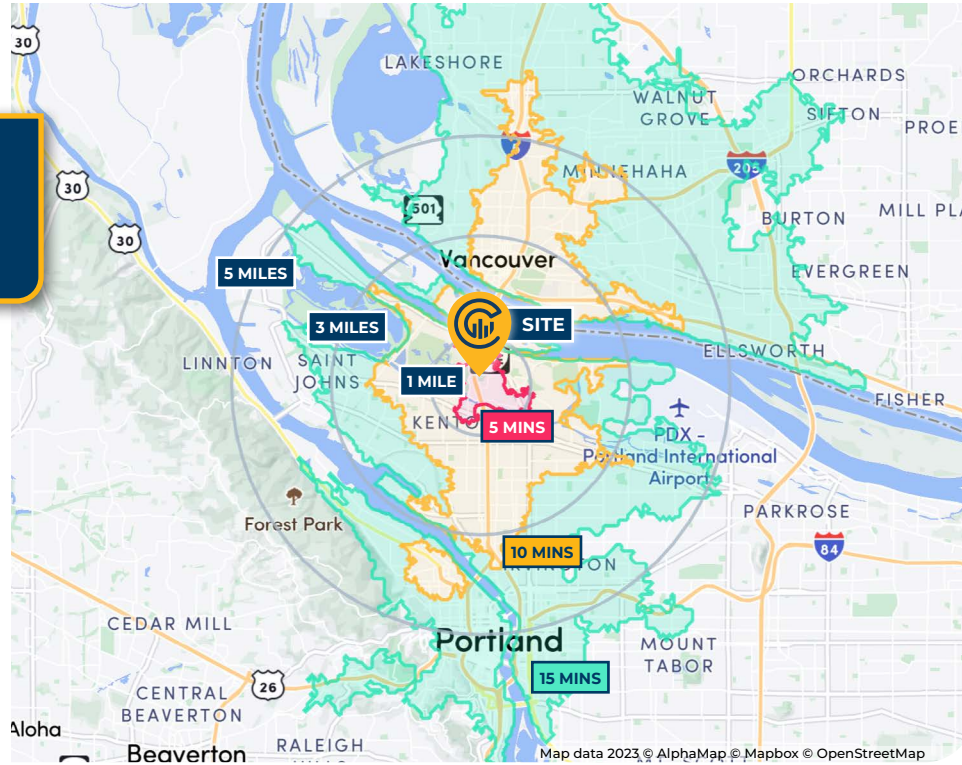 30
LAKESHORE
ORCHARDS
WALNUT
GROVE
SIFTON
PROE
5
MINNEHAHA
205
30
501
BURTON
MILL PLA
30
Vancouver
EVERGREEN
5 MILES
3 MILES
SITE
ELLSWORTH
LINNTON
SAINT
JOHNS
1 MILE
FISHER
5 MINS
PDX -
Portland International
Airport
PARKROSE
Forest Park
10 MINS
84
CEDAR MILL
Portland
MOUNT
TABOR
15 MINS
26
CENTRAL
BEAVERTON
Aloha
Beaverton
RALEIGH
Map data 2023 © AlphaMap © Mapbox © OpenStreetMap